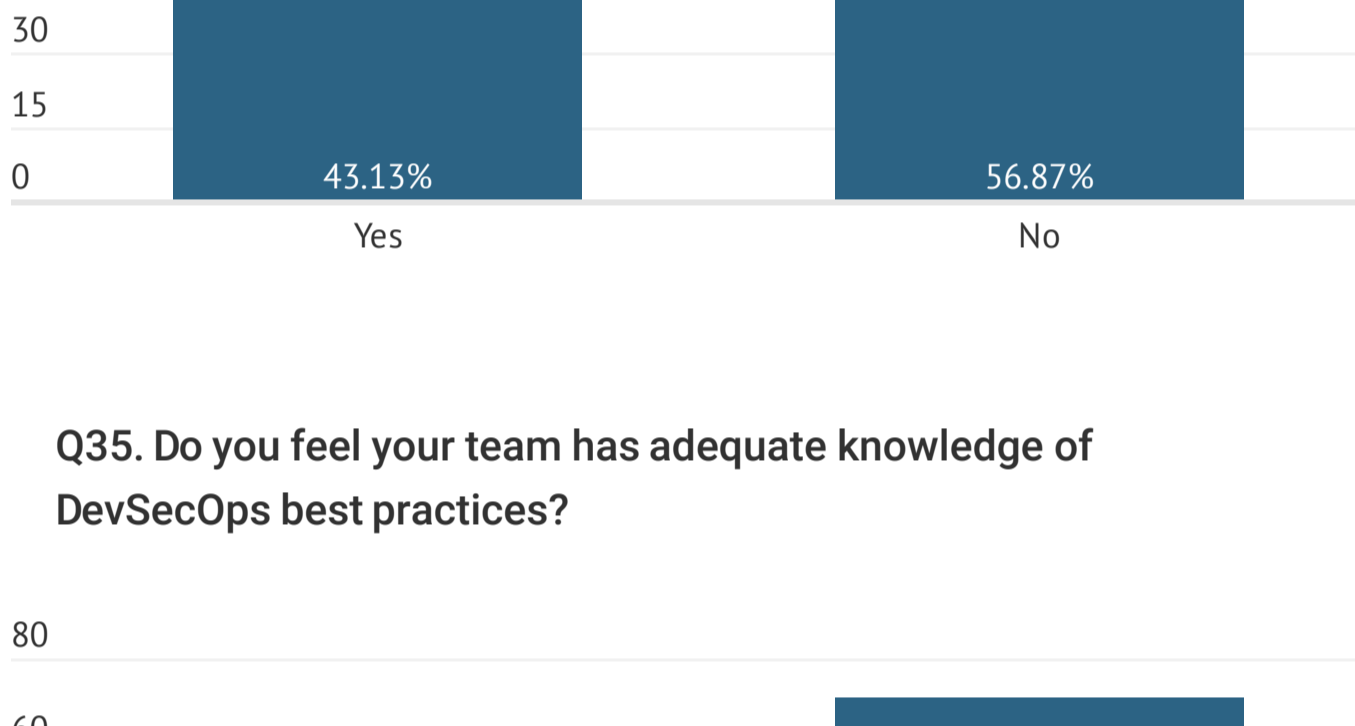 30
15
0
43.13% 56.87%
Yes No
Q35. Do you feel your team has adequate knowledge of
DevSecOps best practices?
80
60